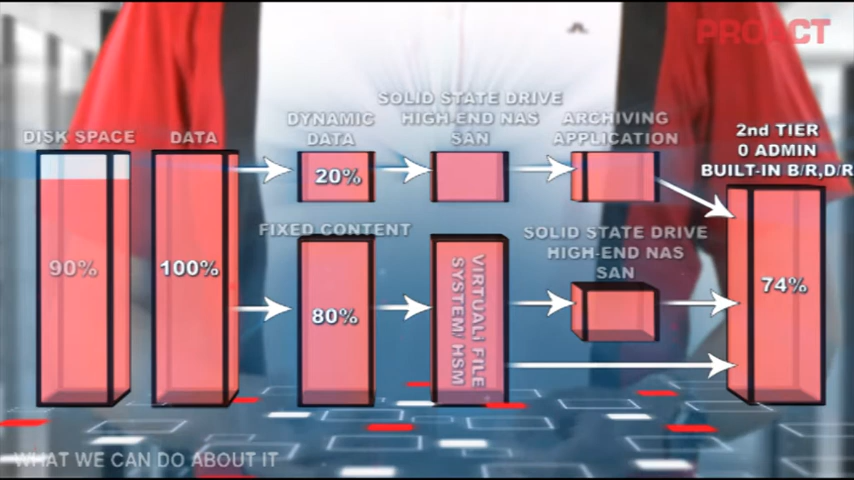 PROACT
SOLID STATE DRIVE
HIGH-END NAS
SAN
DYNAMIC
DATA
ARCHIVING
APPLICATION
DISK SPACE
DATA
2nd TIER
0 ADMIN
BUILT-IN B/R,D/R
20%
FIXED CONTENT
SOLID STATE DRIVE
HIGH-END NAS
SAN
90%
100%
80%
VIRTUALi FILE
SYSTEM/ HSM
74%
WHAT WE CAN DO ABOUT IT